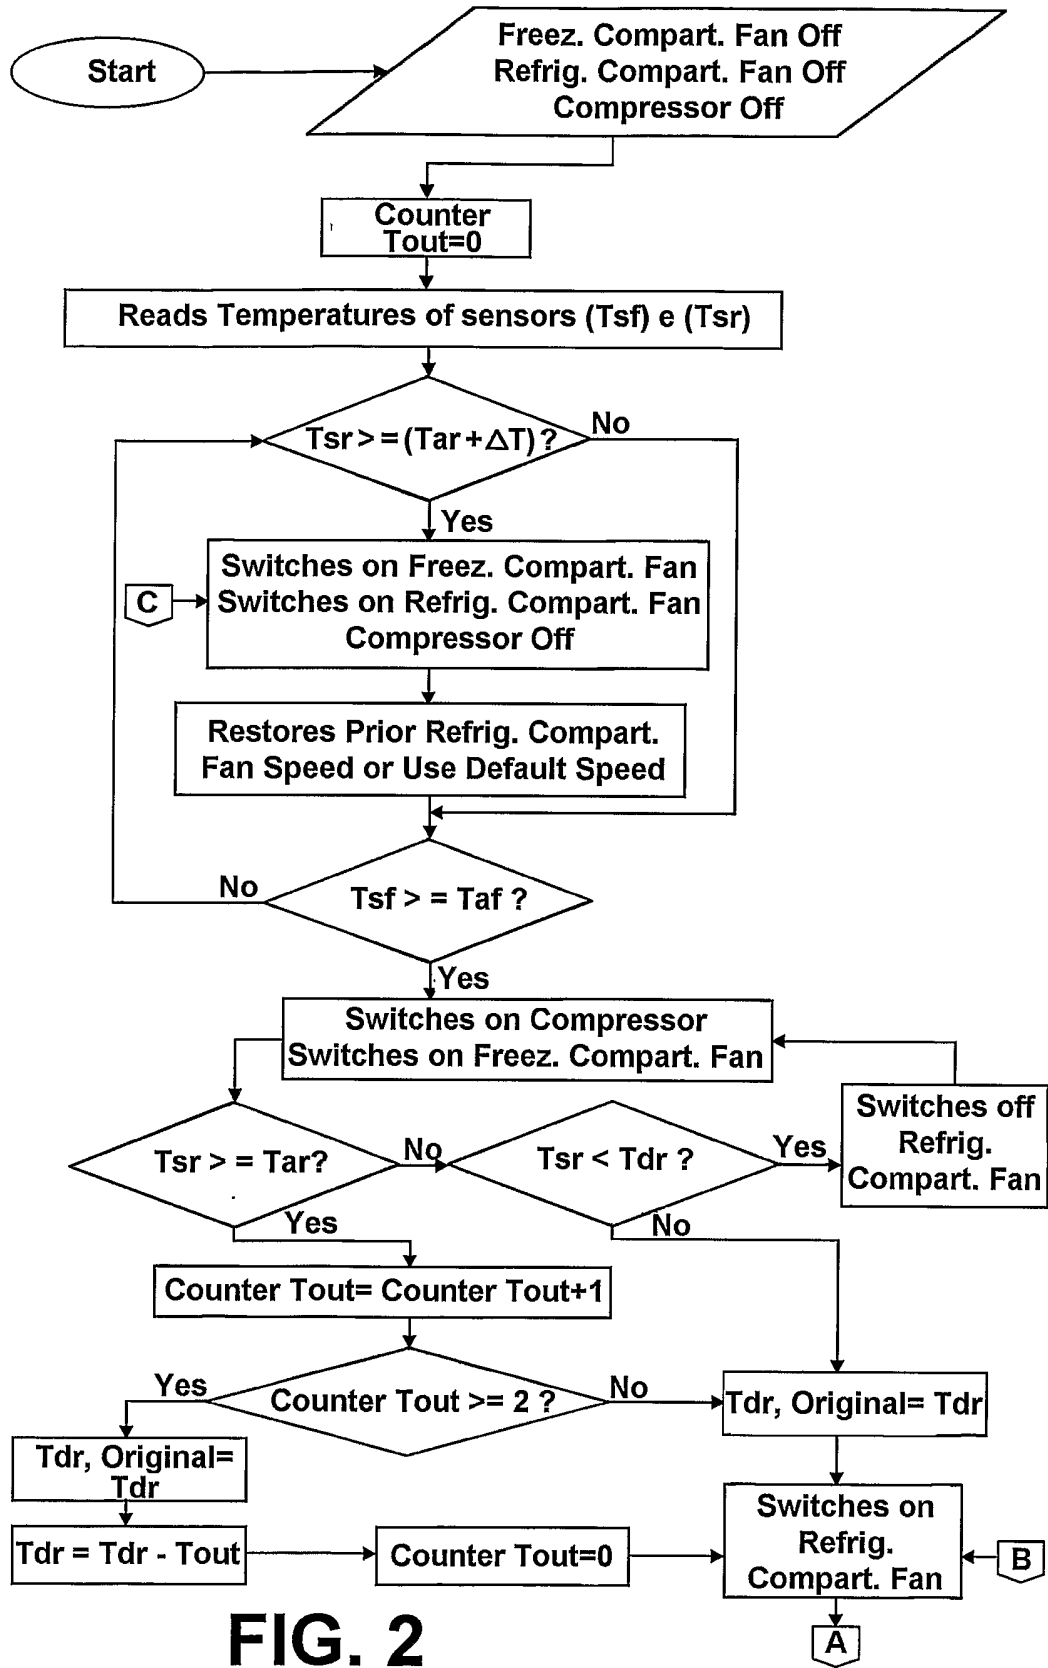 Start
Freez. Compart. Fan Off
Refrig. Compart. Fan Off
Compressor Off
Counter
Tout=0
Reads Temperatures of sensors (Tsf) e (Tsr)
Tsr > = (Tar + ΔT) ?
No
Yes
Switches on Freez. Compart. Fan
Switches on Refrig. Compart. Fan
Compressor Off
C
Restores Prior Refrig. Compart.
Fan Speed or Use Default Speed
Tsf > = Taf ?
No
Yes
Switches on Compressor
Switches on Freez. Compart. Fan
Tsr > = Tar?
No
Tsr < Tdr ?
Yes
Switches off
Refrig.
Compart. Fan
Yes
No
Counter Tout= Counter Tout+1
Counter Tout >= 2 ?
Yes
No
Tdr, Original= Tdr
Tdr, Original=
Tdr
Tdr = Tdr - Tout
Counter Tout=0
Switches on
Refrig.
Compart. Fan
B
A
FIG. 2